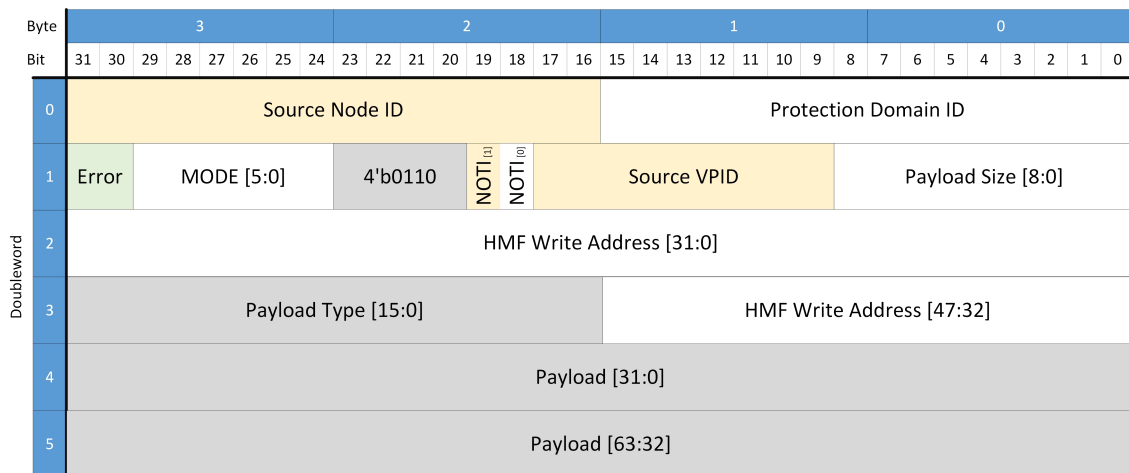 Byte 3 2 1 0
Bit 31 30 29 28 27 26 25 24 23 22 21 20 19 18 17 16 15 14 13 12 11 10 9 8 7 6 5 4 3 2 1 0
Doubleword
0 Source Node ID Protection Domain ID
1 Error MODE [5:0] 4'b0110 NOTI[1] NOTI[0] Source VPID Payload Size [8:0]
2 HMF Write Address [31:0]
3 Payload Type [15:0] HMF Write Address [47:32]
4 Payload [31:0]
5 Payload [63:32]